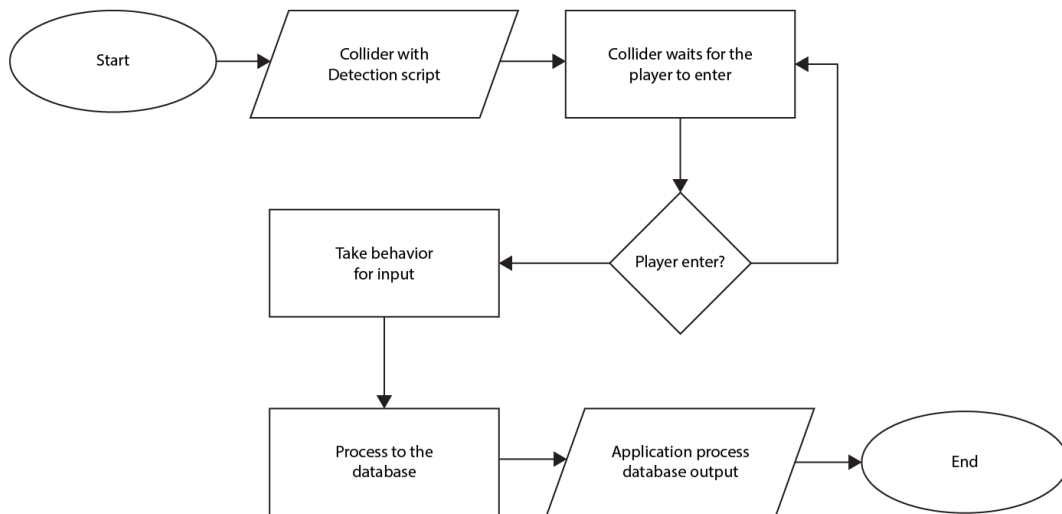 Start
Collider with
Detection script
Collider waits for the
player to enter
Take behavior
for input
Player enter?
Process to the
database
Application process
database output
End